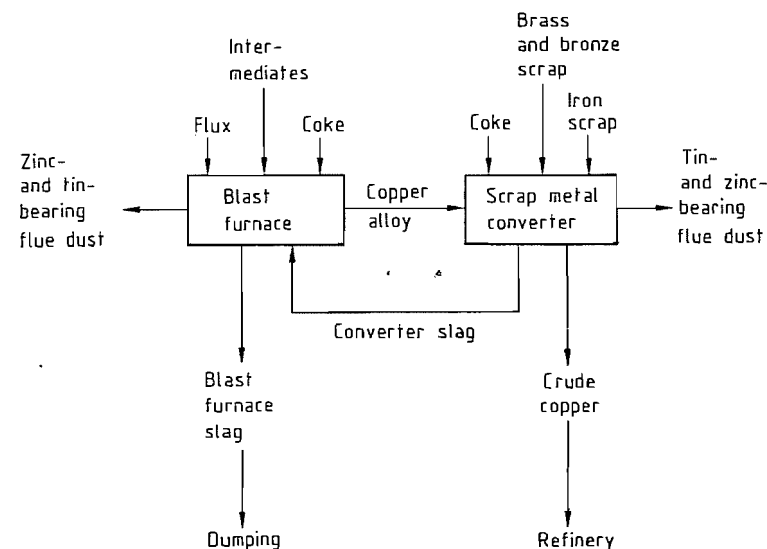 Brass
and bronze
scrap
Inter-
mediates
Iron
scrap
Flux
Coke
Coke
Zinc-
and tin-
bearing
flue dust
Blast
furnace
Copper
alloy
Scrap metal
converter
Tin-
and zinc-
bearing
flue dust
Converter slag
Blast
furnace
slag
Crude
copper
Dumping
Refinery